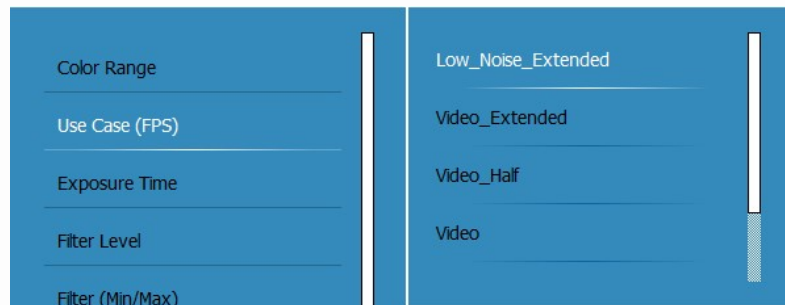 Color Range
Use Case (FPS)
Exposure Time
Filter Level
Filter (Min/Max)
Low_Noise_Extended
Video_Extended
Video_Half
Video